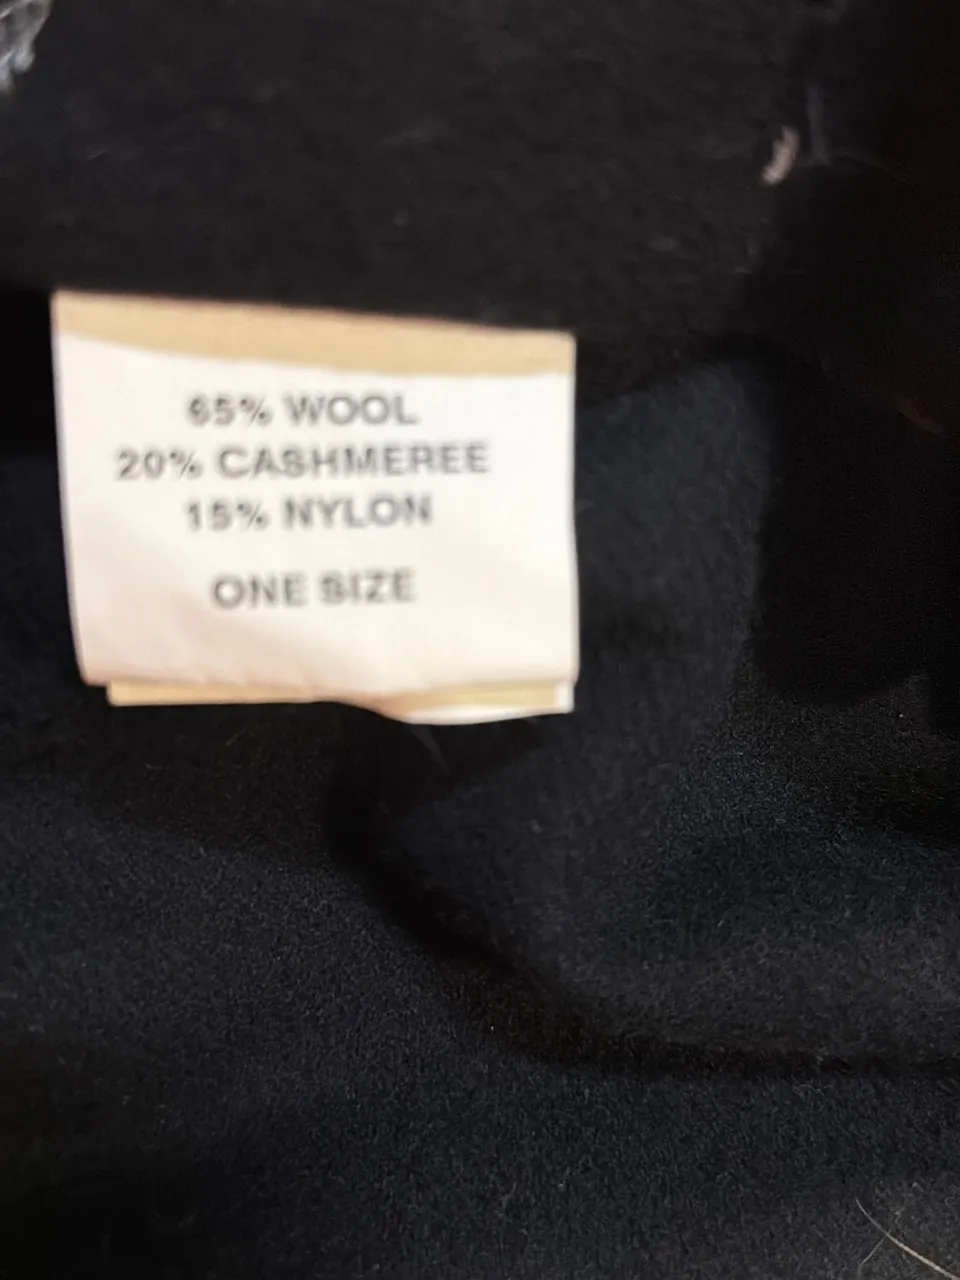 65% WOOL
20% CASHMEREE
15% NYLON
ONE SIZE